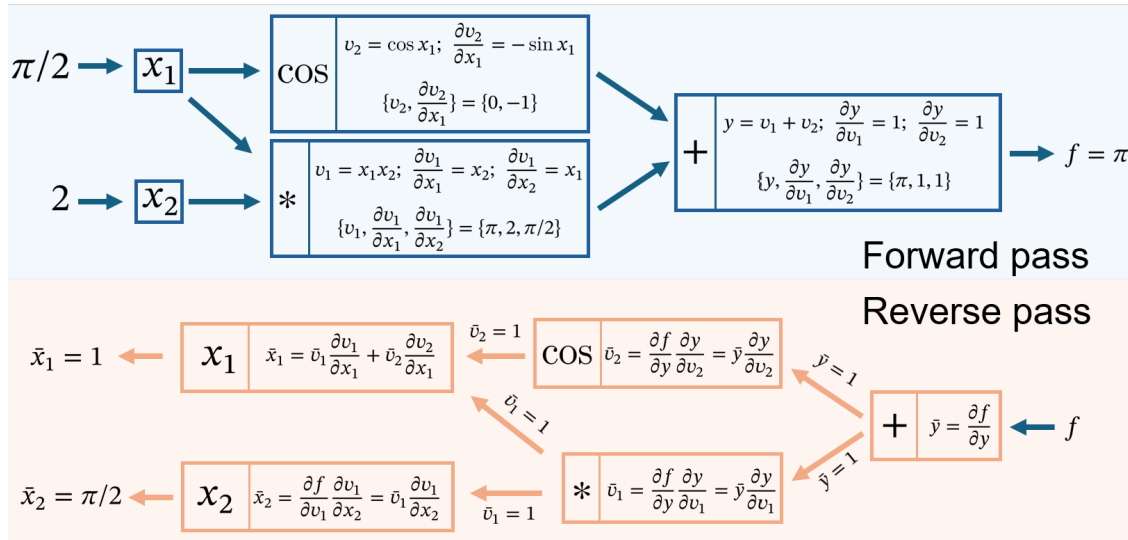 π/2
x₁
cos
v₂ = cos x₁; ∂v₂/∂x₁ = − sin x₁
{v₂, ∂v₂/∂x₁} = {0, −1}
2
x₂
*
v₁ = x₁x₂; ∂v₁/∂x₁ = x₂; ∂v₁/∂x₂ = x₁
{v₁, ∂v₁/∂x₁, ∂v₁/∂x₂} = {π, 2, π/2}
+
y = v₁ + v₂; ∂y/∂v₁ = 1; ∂y/∂v₂ = 1
{y, ∂y/∂v₁, ∂y/∂v₂} = {π, 1, 1}
f = π
Forward pass
Reverse pass
x̄₁ = 1
x₁
x̄₁ = v̄₁ ∂v₁/∂x₁ + v̄₂ ∂v₂/∂x₁
v̄₂ = 1
cos
v̄₂ = ∂f/∂y ∂y/∂v₂ = ȳ ∂y/∂v₂
ȳ = 1
+
ȳ = ∂f/∂y
f
v̄₁ = 1
ȳ = 1
x̄₂ = π/2
x₂
x̄₂ = ∂f/∂v₁ ∂v₁/∂x₂ = v̄₁ ∂v₁/∂x₂
v̄₁ = 1
*
v̄₁ = ∂f/∂y ∂y/∂v₁ = ȳ ∂y/∂v₁